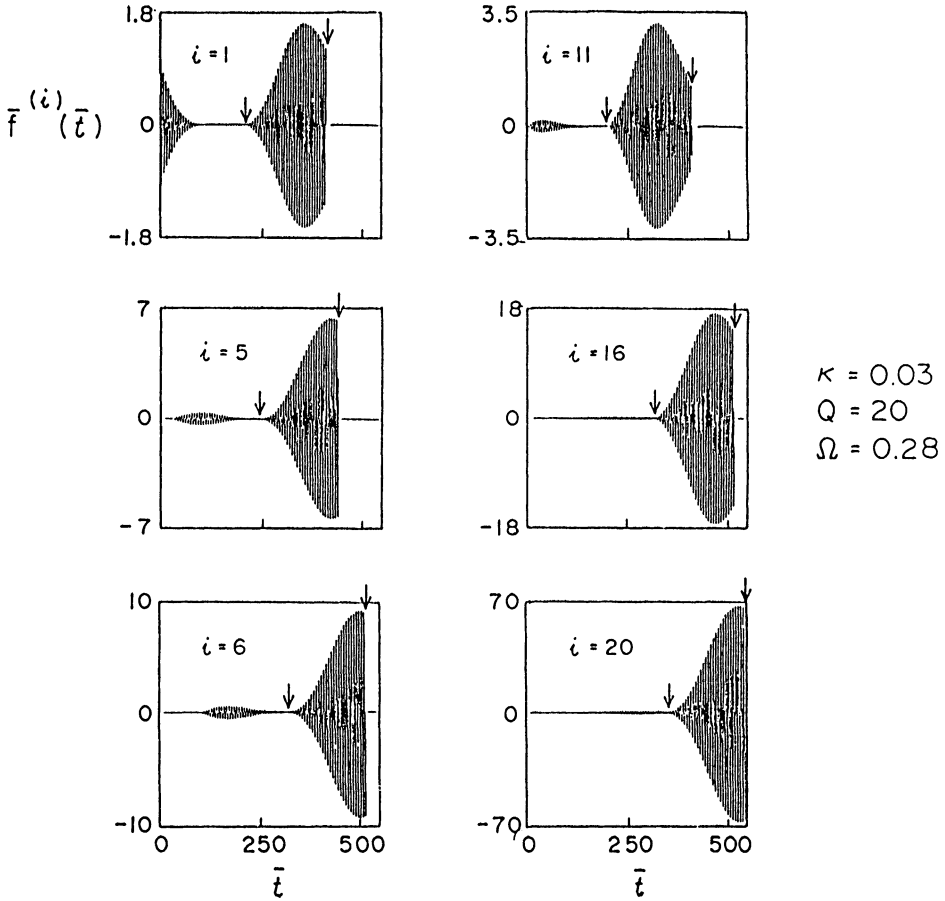 f̄ (i) (t̄)
1.8
0
-1.8
i = 1
3.5
0
-3.5
i = 11
7
0
-7
i = 5
18
0
-18
i = 16
κ = 0.03
Q = 20
Ω = 0.28
10
0
-10
i = 6
0 250 500
t̄
70
0
-70
i = 20
0 250 500
t̄